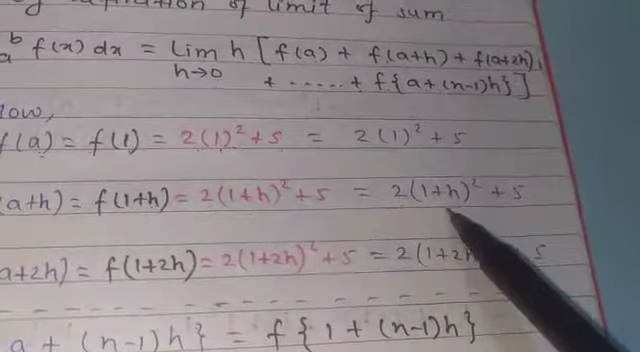 definition of limit of sum
a b f(x) dx = lim h→0 h [ f(a) + f(a+h) + f(a+2h)
+ ...... + f{a+(n-1)h} ]
f(a) = f(1) = 2(1)² + 5 = 2(1)² + 5
(a+h) = f(1+h) = 2(1+h)² + 5 = 2(1+h)² + 5
a+2h) = f(1+2h) = 2(1+2h)² + 5 = 2(1+2h 5
a + (n-1)h} = f{1 + (n-1)h}